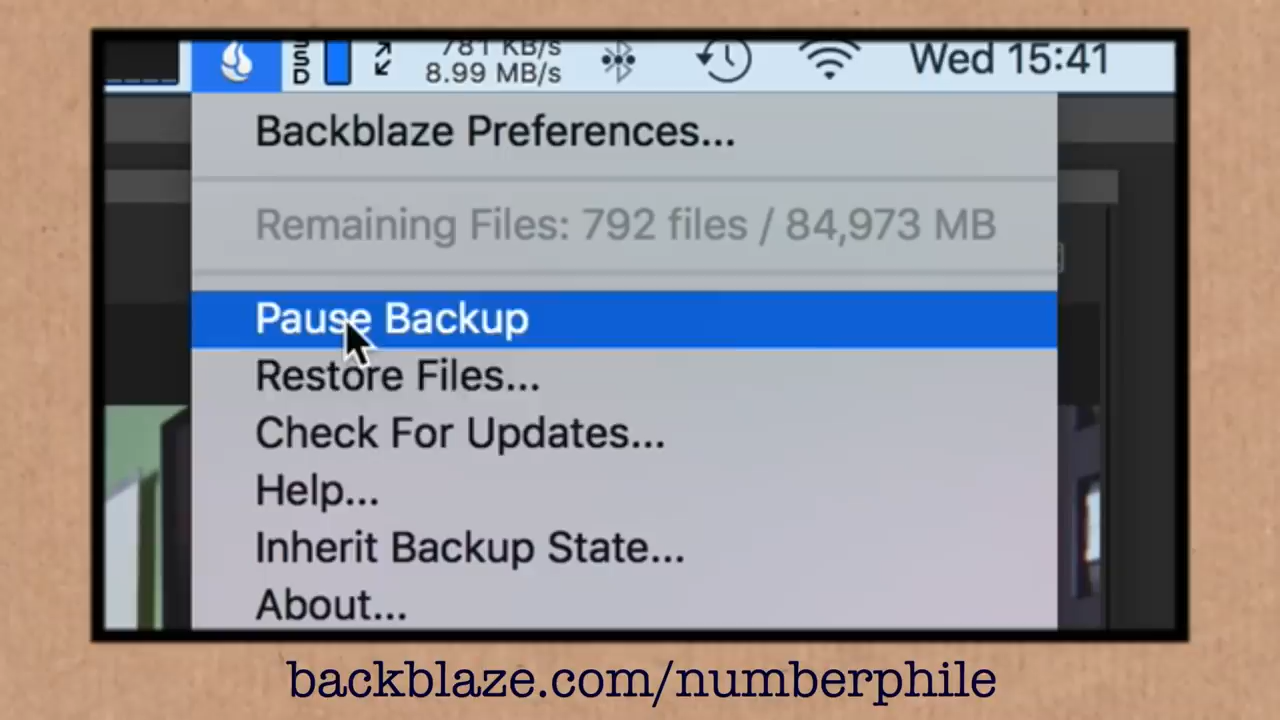 SSD
781 KB/s
8.99 MB/s
Wed 15:41
Backblaze Preferences...
Remaining Files: 792 files / 84,973 MB
Pause Backup
Restore Files...
Check For Updates...
Help...
Inherit Backup State...
About...
backblaze.com/numberphile